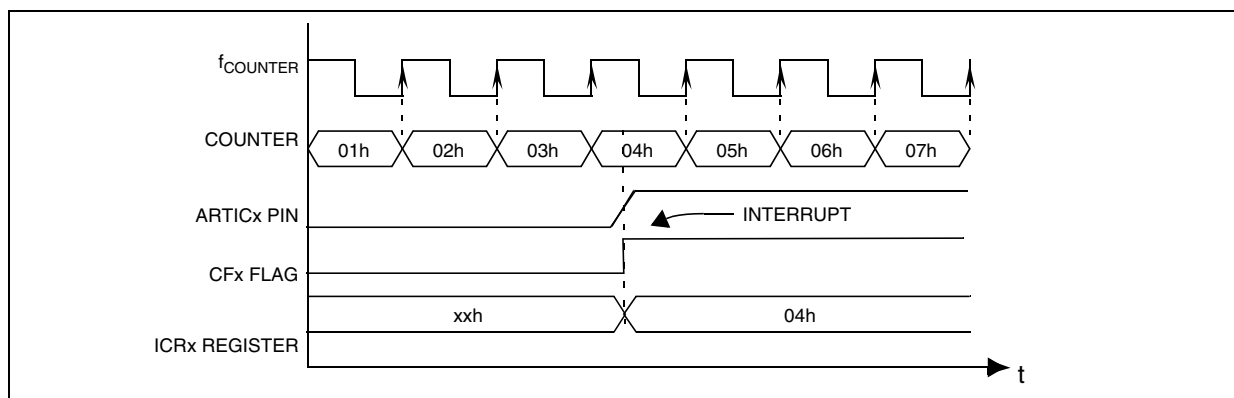 fCOUNTER
COUNTER
01h 02h 03h 04h 05h 06h 07h
ARTICx PIN
INTERRUPT
CFx FLAG
xxh 04h
ICRx REGISTER
t